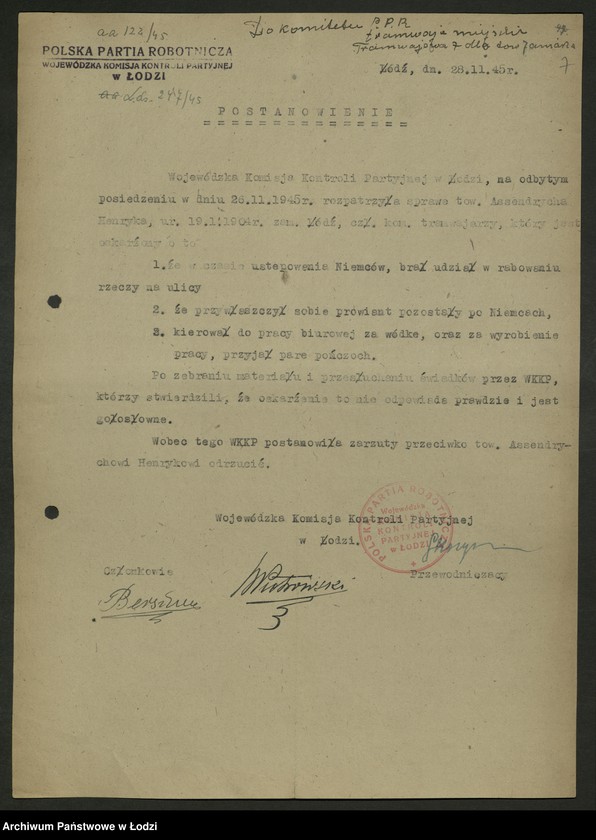 aa 122/45
Do komitetu P.P.R
tramwaje miejskie
Tramwajowa
POLSKA PARTIA ROBOTNICZA
WOJEWÓDZKA KOMISJA KONTROLI PARTYJNEJ
w ŁODZI
7
Łódź, dn. 28.11.45r.
247/45
POSTANOWIENIE
Wojewódzka Komisja Kontroli Partyjnej w Łodzi, na odbytym
posiedzeniu w dniu 28.11.1945r. rozpatrzyła sprawę tow. Assendrycha
Henryka, ur. 19.1.1904r. zam. Łódź, czł. kom. tramwajarzy, który jest
oskarżony o to
1.że w czasie ustępowenia Niemców, brał udział w rabowaniu
rzeczy na ulicy
2. że przywłaszczył sobie prowiant pozostały po Niemcach,
3. kierował do pracy biurowej za wódkę, oraz za wyrobienie
pracy, przyjął parę pończoch.
Po zebraniu materiału i przesłuchaniu świadków przez WKKP,
którzy stwierdzili, że oskarżenie to nie odpowiada prawdzie i jest
gołosłowne.
Wobec tego WKKP postanowiła zarzuty przeciwko tow. Assendry-
chowi Henrykowi odrzucić.
Wojewódzka Komisja Kontroli Partyjnej
w Łodzi.
POLSKA PARTIA ROBOTNICZA
Wojewódzka
KOMISJA
KONTROLI
PARTYJNEJ
w ŁODZI
Członkowie
Przewodniczący
Archiwum Państwowe w Łodzi